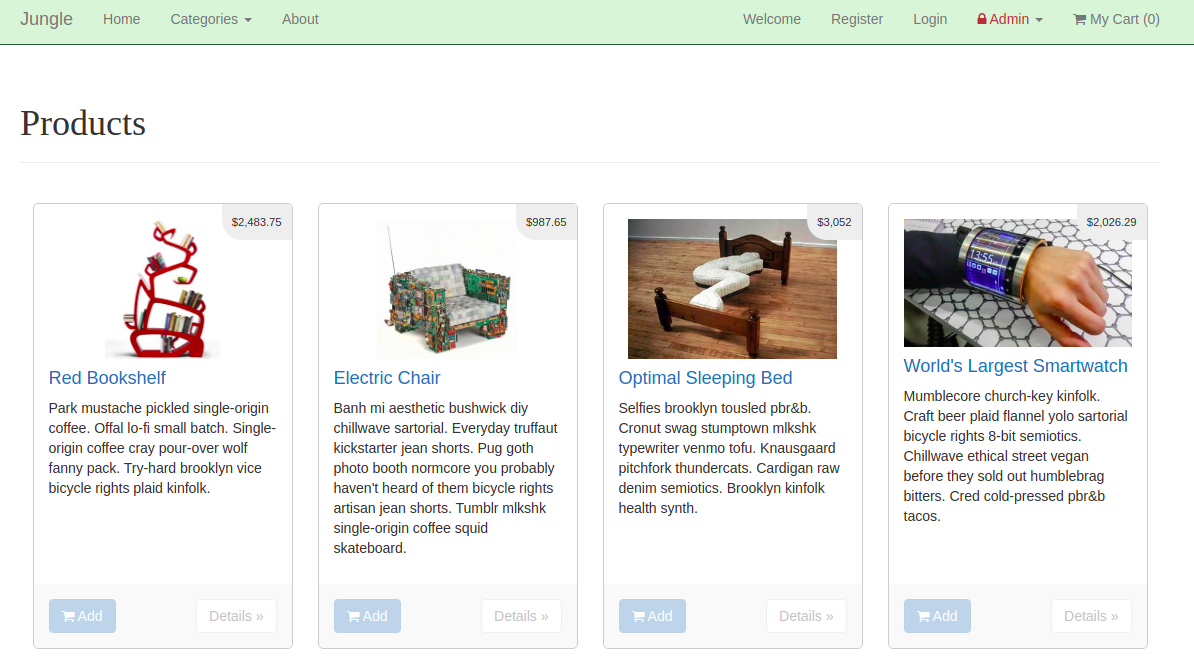 Jungle Home Categories About Welcome Register Login Admin My Cart (0)
Products
$2,483.75
Red Bookshelf
Park mustache pickled single-origin
coffee. Offal lo-fi small batch. Single-
origin coffee cray pour-over wolf
fanny pack. Try-hard brooklyn vice
bicycle rights plaid kinfolk.
Add Details »
$987.65
Electric Chair
Banh mi aesthetic bushwick diy
chillwave sartorial. Everyday truffaut
kickstarter jean shorts. Pug goth
photo booth normcore you probably
haven't heard of them bicycle rights
artisan jean shorts. Tumblr mlkshk
single-origin coffee squid
skateboard.
Add Details »
$3,052
Optimal Sleeping Bed
Selfies brooklyn tousled pbr&b.
Cronut swag stumptown mlkshk
typewriter venmo tofu. Knausgaard
pitchfork thundercats. Cardigan raw
denim semiotics. Brooklyn kinfolk
health synth.
Add Details »
$2,026.29
13:55
World's Largest Smartwatch
Mumblecore church-key kinfolk.
Craft beer plaid flannel yolo sartorial
bicycle rights 8-bit semiotics.
Chillwave ethical street vegan
before they sold out humblebrag
bitters. Cred cold-pressed pbr&b
tacos.
Add Details »